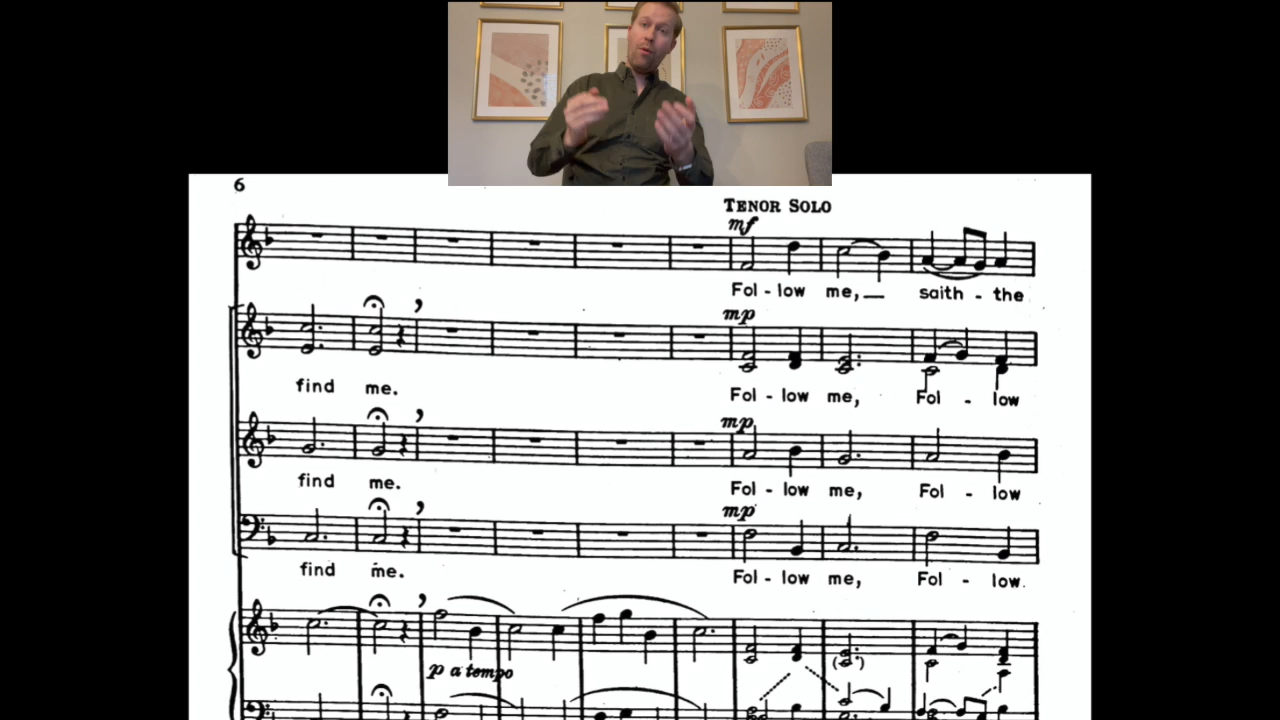 6
TENOR SOLO
mf
Fol - low me, saith - the
mp
find me. Fol - low me, Fol - low
mp
find me. Fol - low me, Fol - low
mp
find me. Fol - low me, Fol - low.
p a tempo